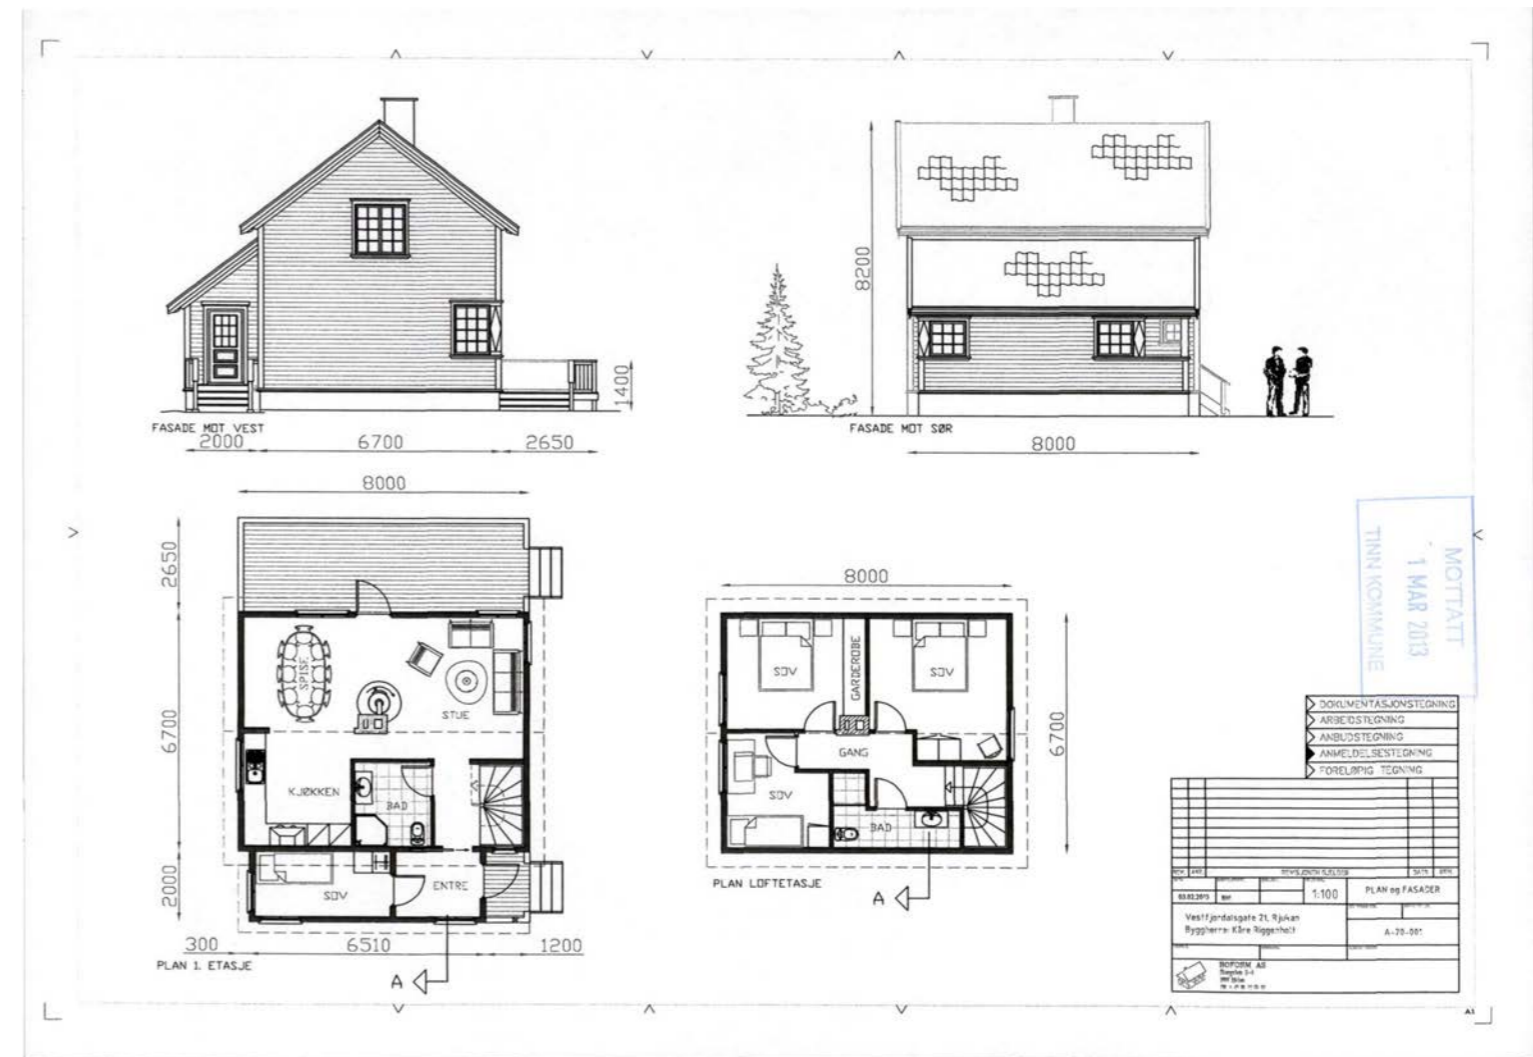 FASADE MOT VEST
2000
6700
2650
1400
8200
FASADE MOT SØR
8000
8000
2650
6700
2000
SPISE
STUE
KJØKKEN
BAD
SOV
ENTRE
300
6510
1200
PLAN 1. ETASJE
A
8000
SOV
GARDEROBE
SOV
GANG
SOV
BAD
6700
PLAN LOFTETASJE
A
MOTTATT
1 MAR 2013
TINN KOMMUNE
DOKUMENTASJONSTEGNING
ARBEIDSTEGNING
ANBUDSTEGNING
ANMELDELSESTEGNING
FORELØPIG TEGNING
1:100
PLAN og FASADER
Vestfjordalsgate 21, Rjukan
Byggherre: Kåre Riggenholt
A-20-001
BOFORM AS
A3